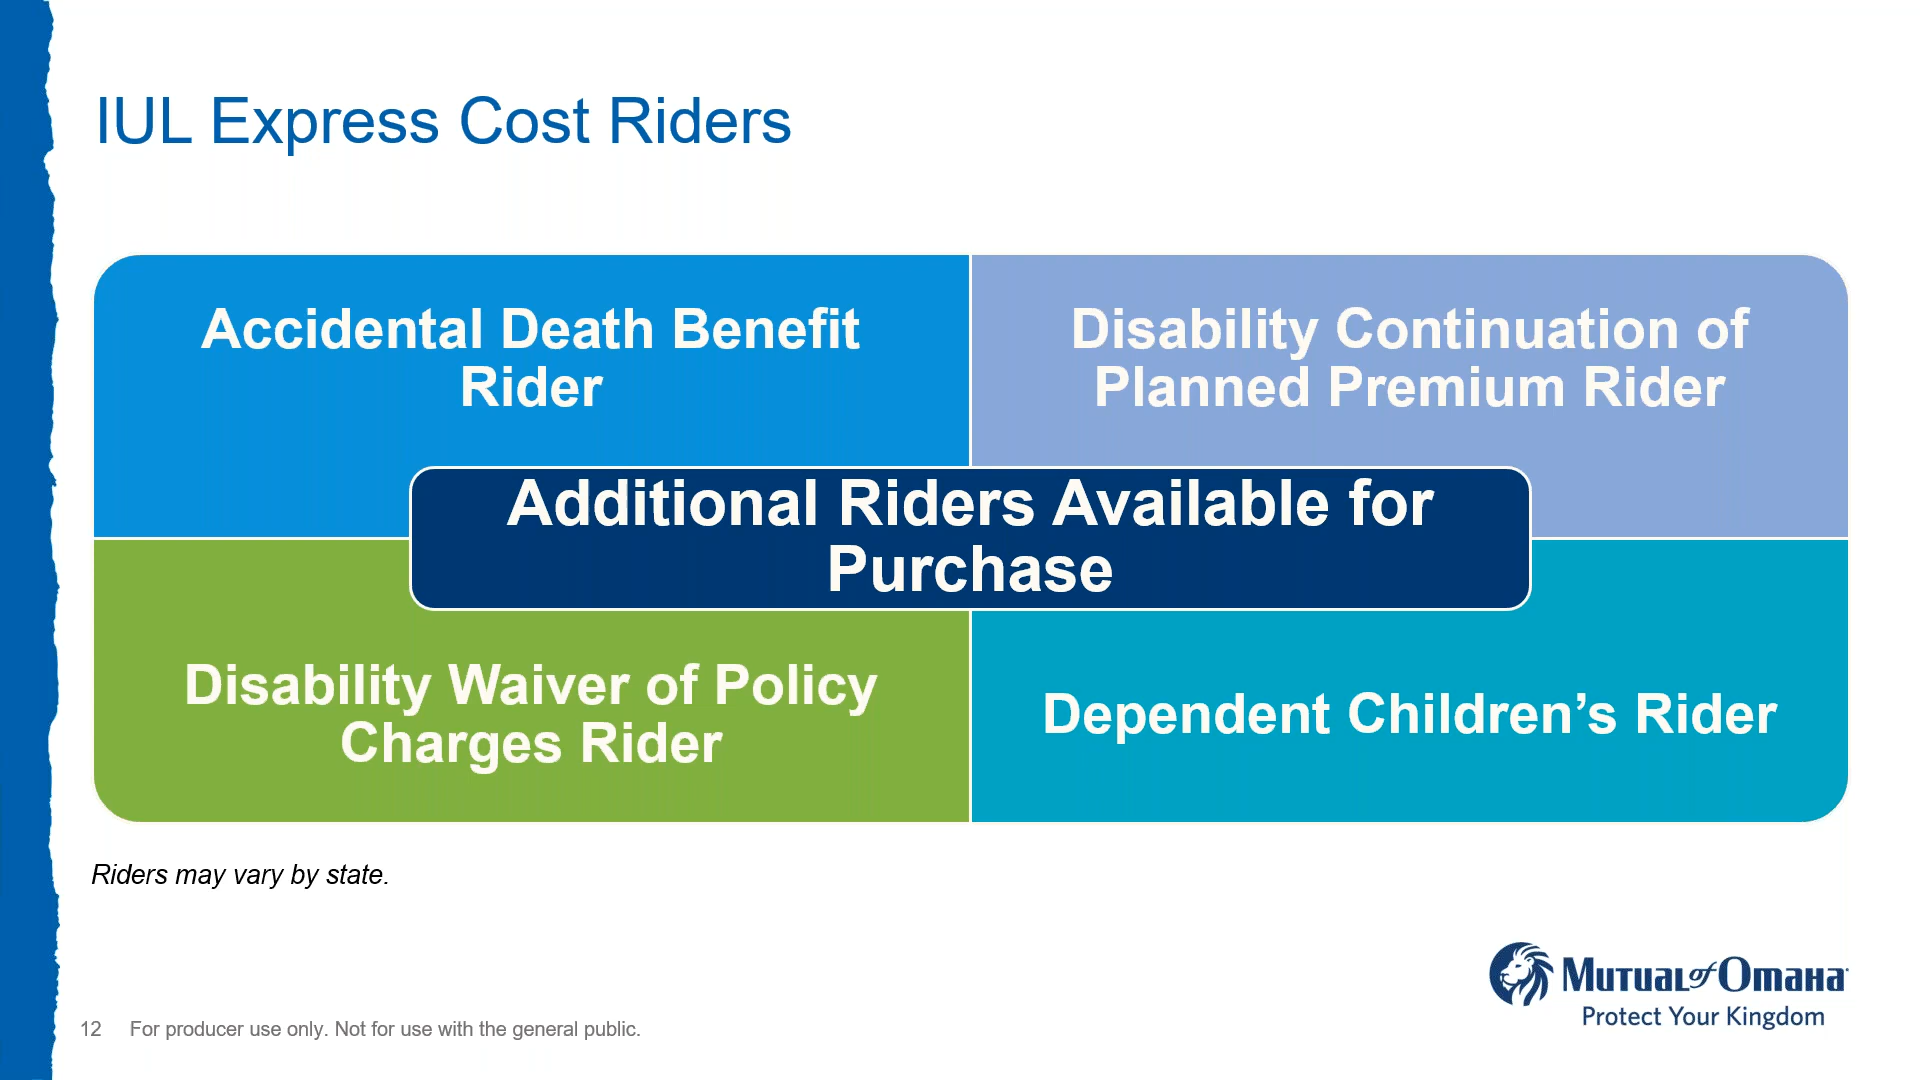 IUL Express Cost Riders
Accidental Death Benefit
Rider
Disability Continuation of
Planned Premium Rider
Additional Riders Available for
Purchase
Disability Waiver of Policy
Charges Rider
Dependent Children’s Rider
Riders may vary by state.
Mutual of Omaha
Protect Your Kingdom
12 For producer use only. Not for use with the general public.